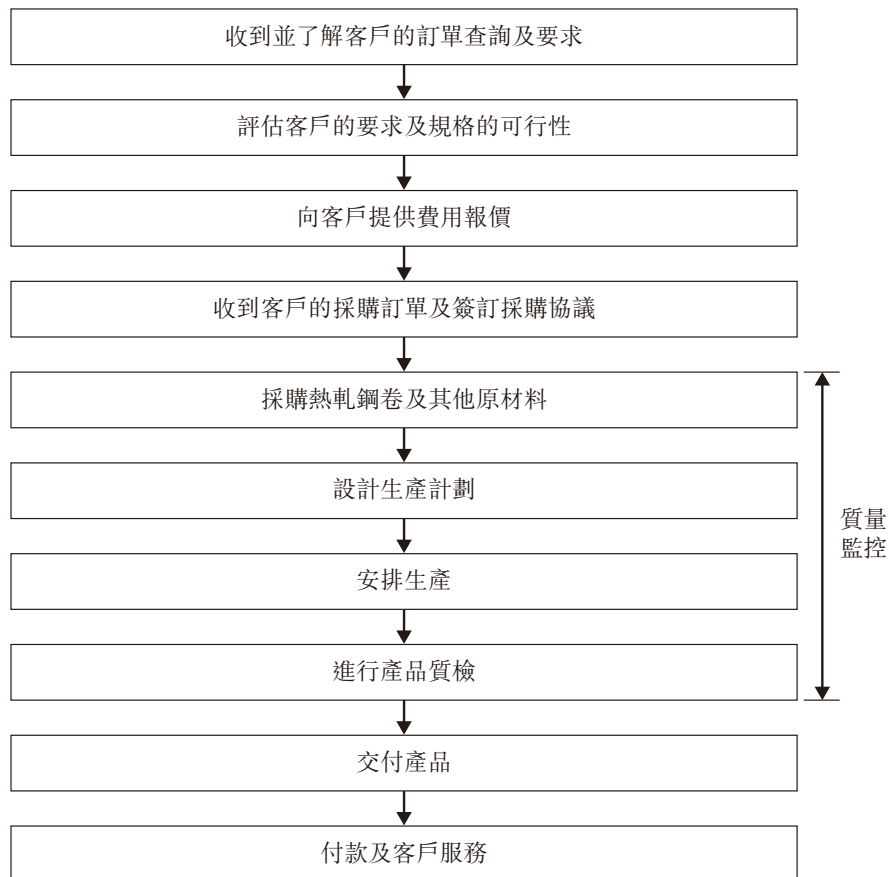 收到並了解客戶的訂單查詢及要求
評估客戶的要求及規格的可行性
向客戶提供費用報價
收到客戶的採購訂單及簽訂採購協議
採購熱軋鋼卷及其他原材料
設計生產計劃
安排生產
進行產品質檢
交付產品
付款及客戶服務
質量
監控